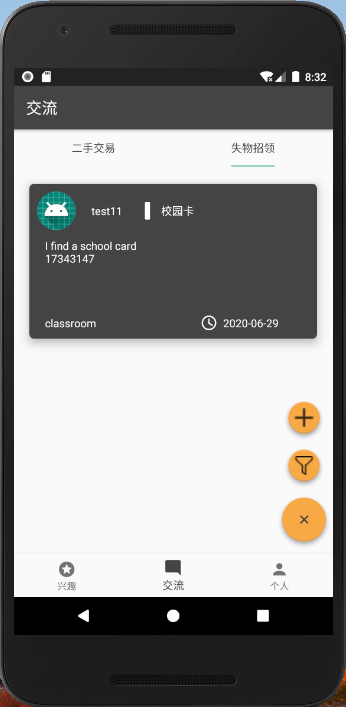 8:32
交流
二手交易
失物招领
test11
校园卡
I find a school card
17343147
classroom
2020-06-29
兴趣
交流
个人